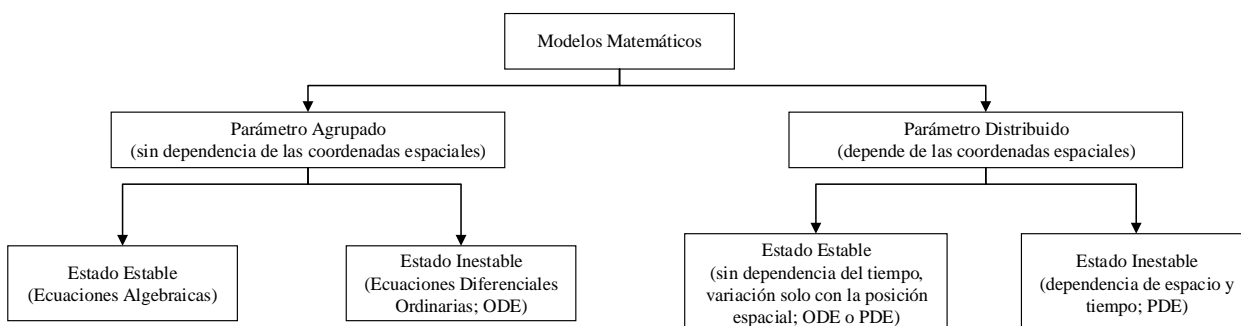 Modelos Matemáticos
Parámetro Agrupado
(sin dependencia de las coordenadas espaciales)
Parámetro Distribuido
(depende de las coordenadas espaciales)
Estado Estable
(Ecuaciones Algebraicas)
Estado Inestable
(Ecuaciones Diferenciales
Ordinarias; ODE)
Estado Estable
(sin dependencia del tiempo,
variación solo con la posición
espacial; ODE o PDE)
Estado Inestable
(dependencia de espacio y
tiempo; PDE)